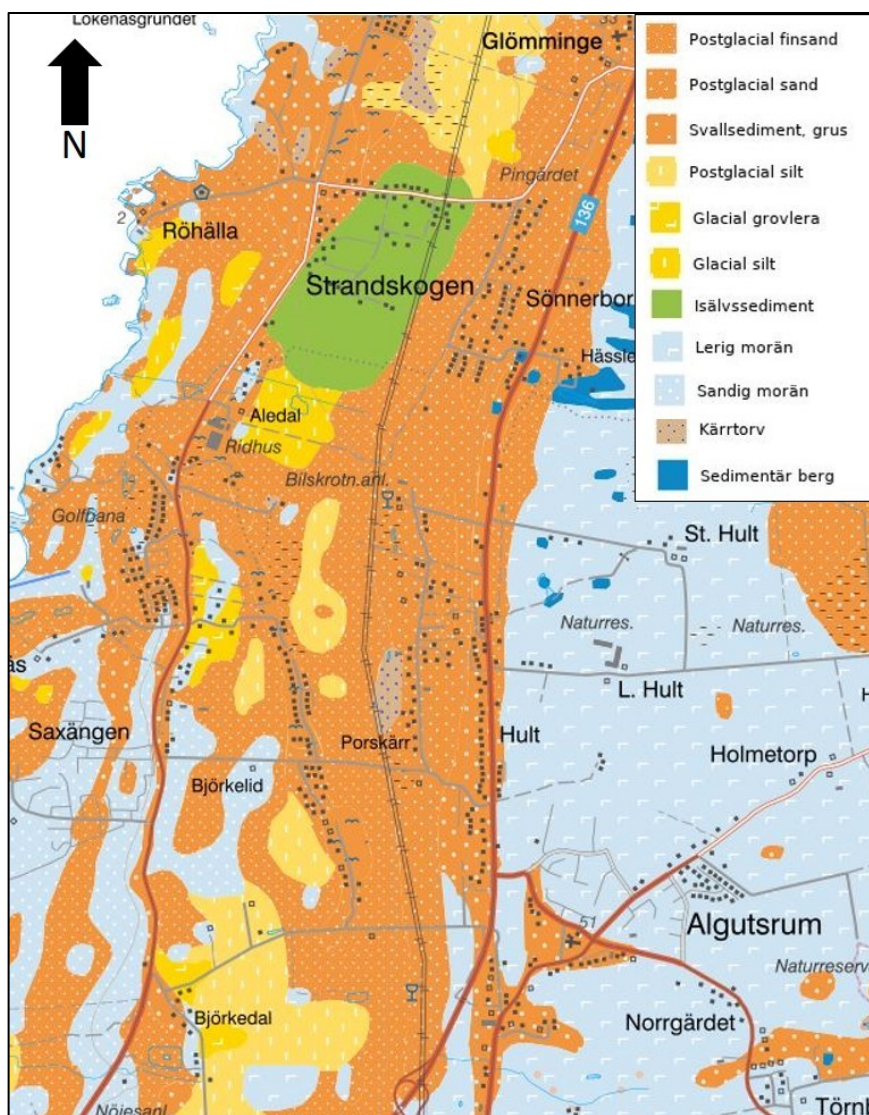 Lökenäsgrundet
33
Glömminge
N
Pingärdet
2
136
Röhälla
Strandskogen
Sönnerbor
Hässle
Aledal
Ridhus
Bilskrotn.anl.
Golfbana
St. Hult
Naturres.
Naturres.
L. Hult
H
Saxängen
Porskärr
Hult
Holmetorp
Björkelid
51
Algutsrum
Naturreserv
Björkedal
Norrgärdet
Nöjesanl.
Törnb
Postglacial finsand
Postglacial sand
Svallsediment, grus
Postglacial silt
Glacial grovlera
Glacial silt
Isälvssediment
Lerig morän
Sandig morän
Kärrtorv
Sedimentär berg